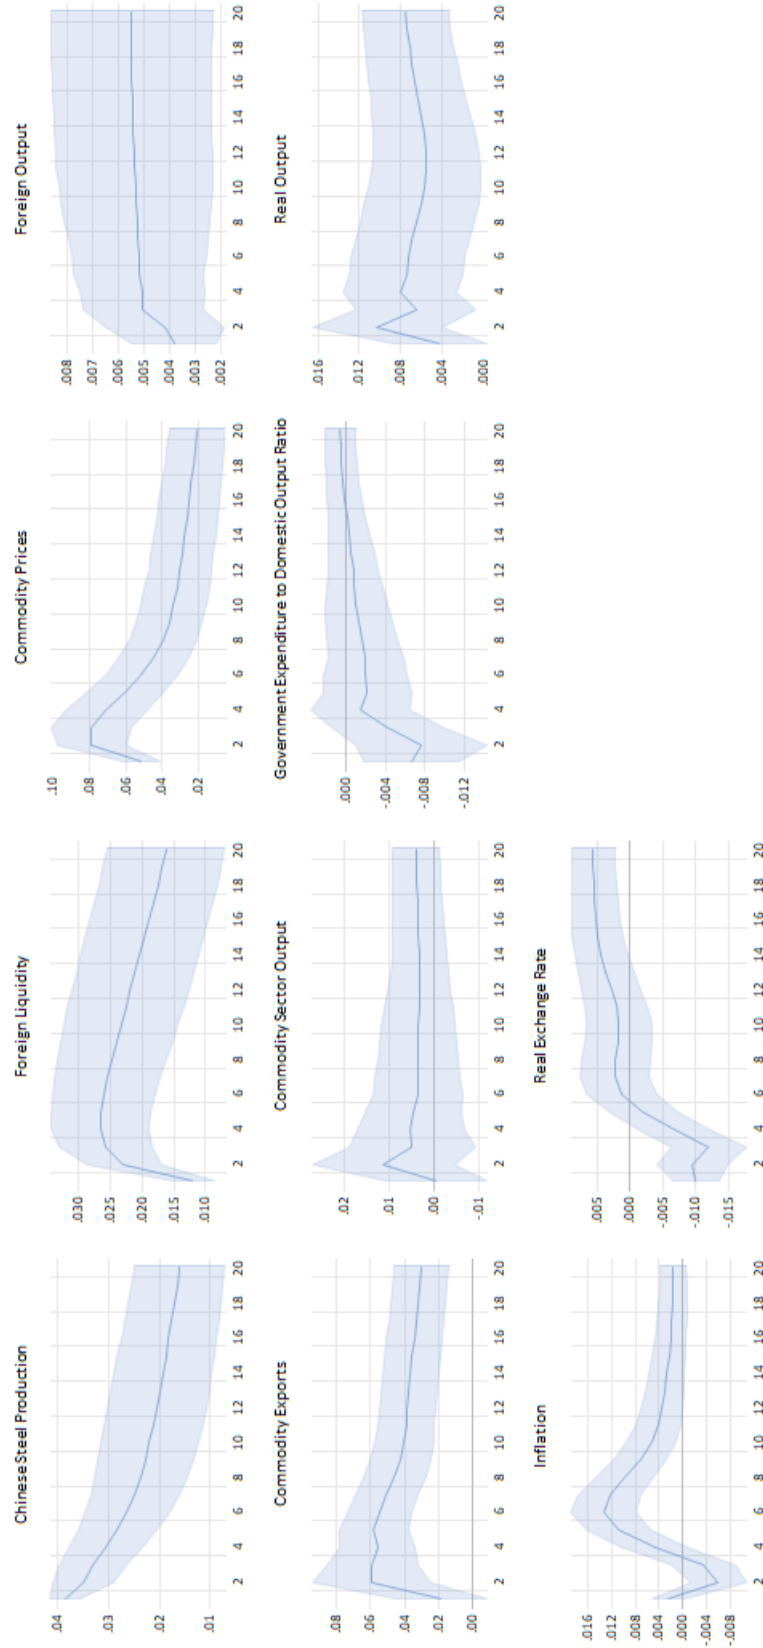 Chinese Steel Production
.04
.03
.02
.01
2 4 6 8 10 12 14 16 18 20
Foreign Liquidity
.030
.025
.020
.015
.010
2 4 6 8 10 12 14 16 18 20
Commodity Prices
.10
.08
.06
.04
.02
2 4 6 8 10 12 14 16 18 20
Foreign Output
.008
.007
.006
.005
.004
.003
.002
2 4 6 8 10 12 14 16 18 20
Commodity Exports
.08
.06
.04
.02
.00
2 4 6 8 10 12 14 16 18 20
Commodity Sector Output
.02
.01
.00
-.01
2 4 6 8 10 12 14 16 18 20
Government Expenditure to Domestic Output Ratio
.000
-.004
-.008
-.012
2 4 6 8 10 12 14 16 18 20
Real Output
.016
.012
.008
.004
.000
2 4 6 8 10 12 14 16 18 20
Inflation
.016
.012
.008
.004
.000
-.004
-.008
2 4 6 8 10 12 14 16 18 20
Real Exchange Rate
.005
.000
-.005
-.010
-.015
2 4 6 8 10 12 14 16 18 20